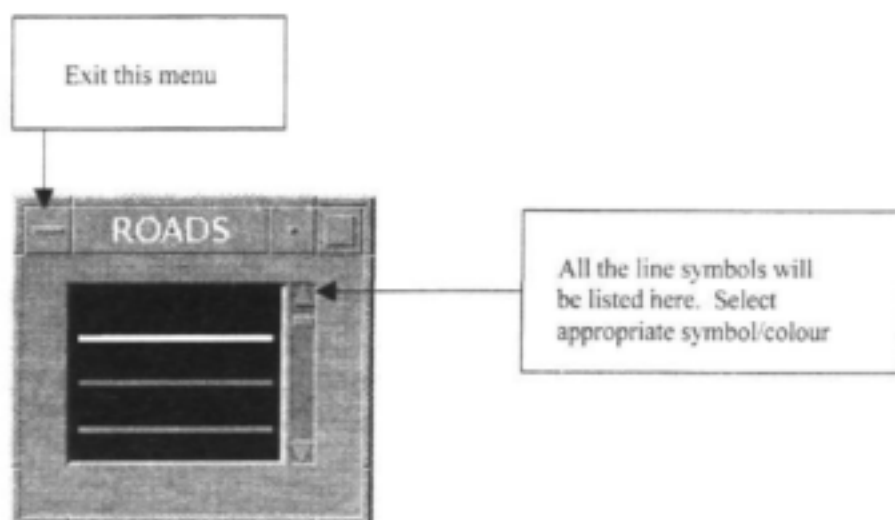 Exit this menu
ROADS
All the line symbols will
be listed here. Select
appropriate symbol/colour